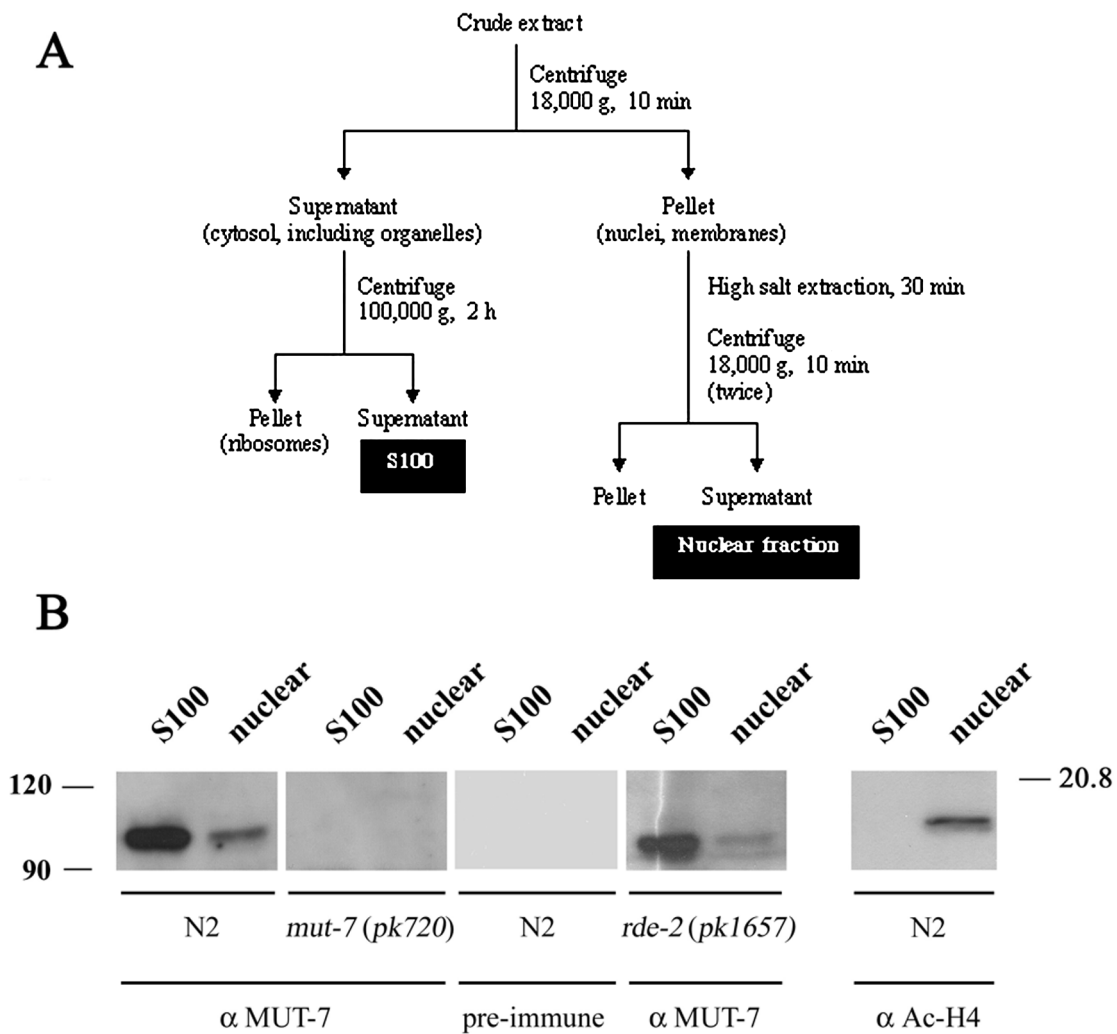 A
Crude extract
Centrifuge
18,000 g, 10 min
Supernatant
(cytosol, including organelles)
Pellet
(nuclei, membranes)
Centrifuge
100,000 g, 2 h
High salt extraction, 30 min
Centrifuge
18,000 g, 10 min
(twice)
Pellet
(ribosomes)
Supernatant
S100
Pellet
Supernatant
Nuclear fraction
B
S100 nuclear S100 nuclear S100 nuclear S100 nuclear S100 nuclear
120
20.8
90
N2 mut-7 (pk720) N2 rde-2 (pk1657) N2
α MUT-7 pre-immune α MUT-7 α Ac-H4